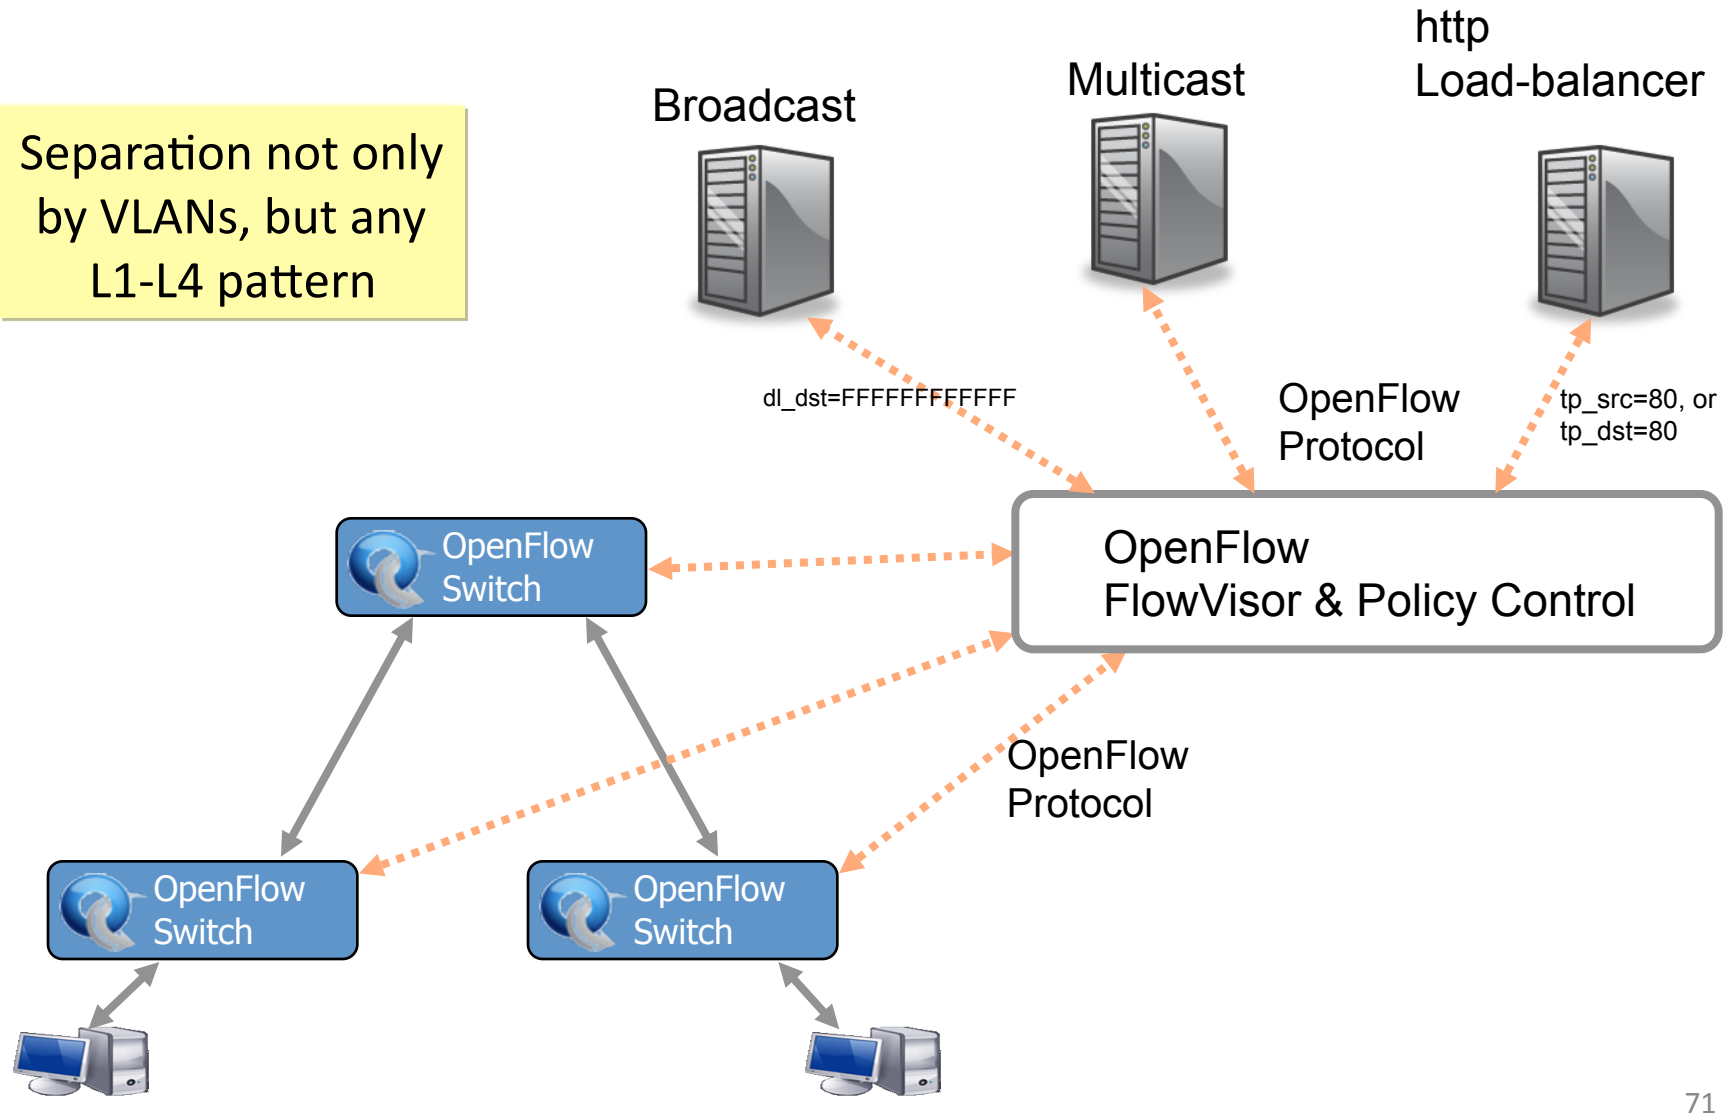 http
Load-balancer
Multicast
Broadcast
Separation not only
by VLANs, but any
L1-L4 pattern
dl_dst=FFFFFFFFFFFF
OpenFlow
Protocol
tp_src=80, or
tp_dst=80
OpenFlow
Switch
OpenFlow
FlowVisor & Policy Control
OpenFlow
Protocol
OpenFlow
Switch
OpenFlow
Switch
71